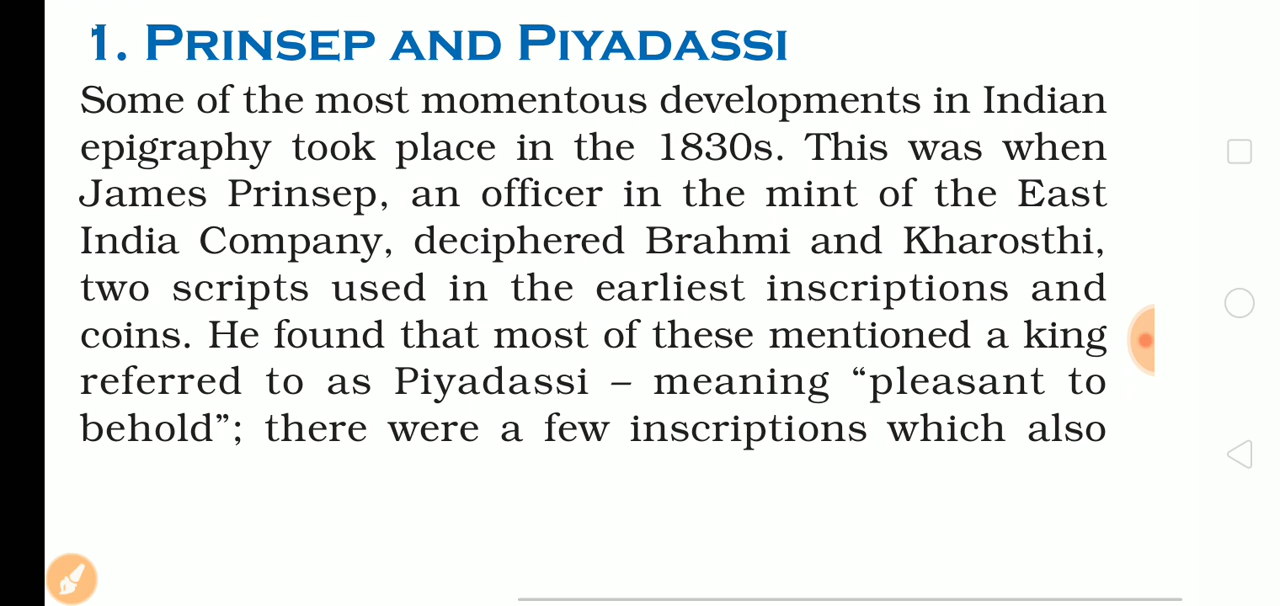 1. PRINSEP AND PIYADASSI
Some of the most momentous developments in Indian
epigraphy took place in the 1830s. This was when
James Prinsep, an officer in the mint of the East
India Company, deciphered Brahmi and Kharosthi,
two scripts used in the earliest inscriptions and
coins. He found that most of these mentioned a king
referred to as Piyadassi – meaning “pleasant to
behold”; there were a few inscriptions which also